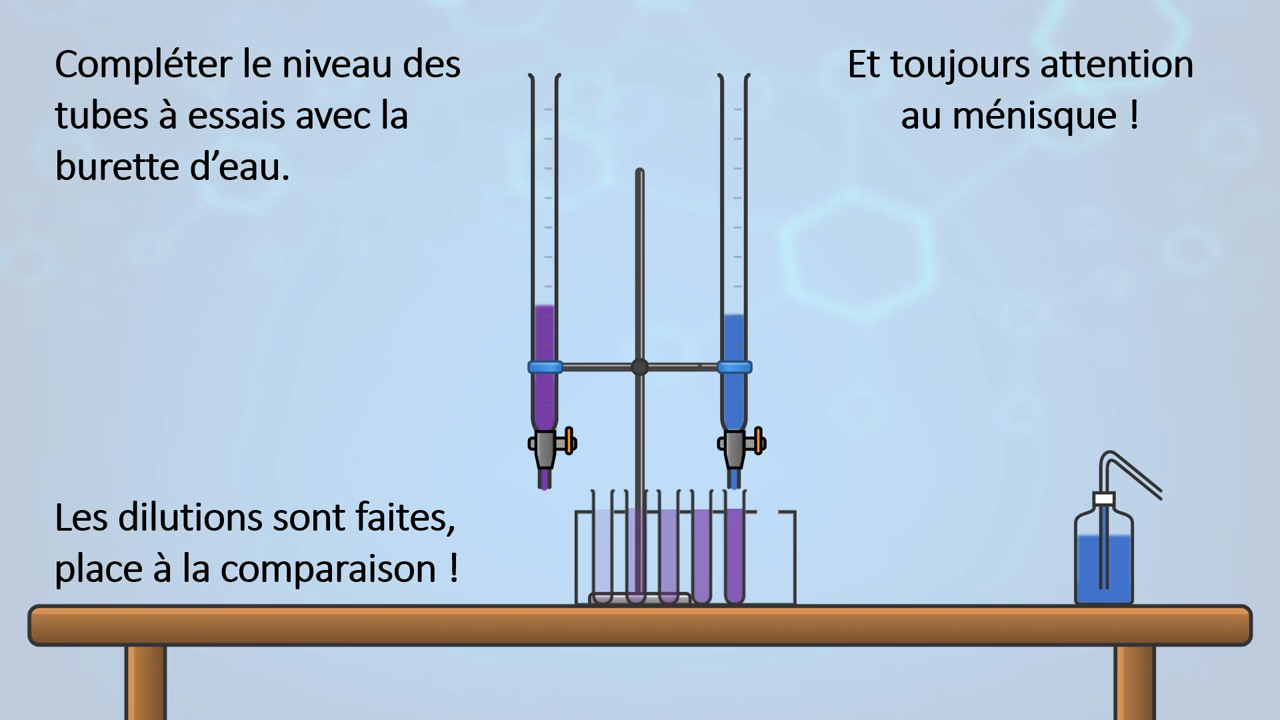 Compléter le niveau des
tubes à essais avec la
burette d’eau.
Et toujours attention
au ménisque !
Les dilutions sont faites,
place à la comparaison !